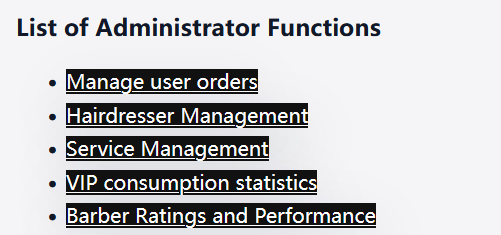 List of Administrator Functions
Manage user orders
Hairdresser Management
Service Management
VIP consumption statistics
Barber Ratings and Performance